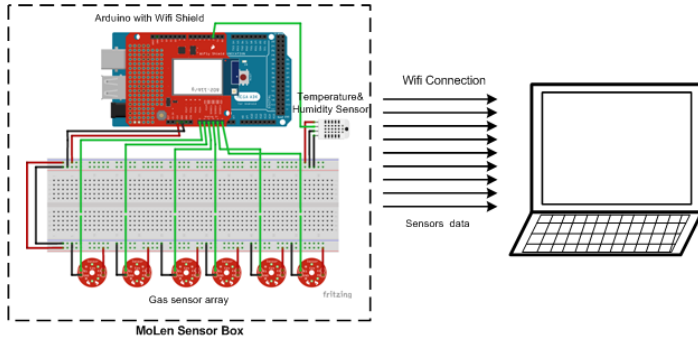 Arduino with Wifi Shield
Temperature&
Humidity Sensor
Wifi Connection
Sensors data
Gas sensor array
fritzing
MoLen Sensor Box